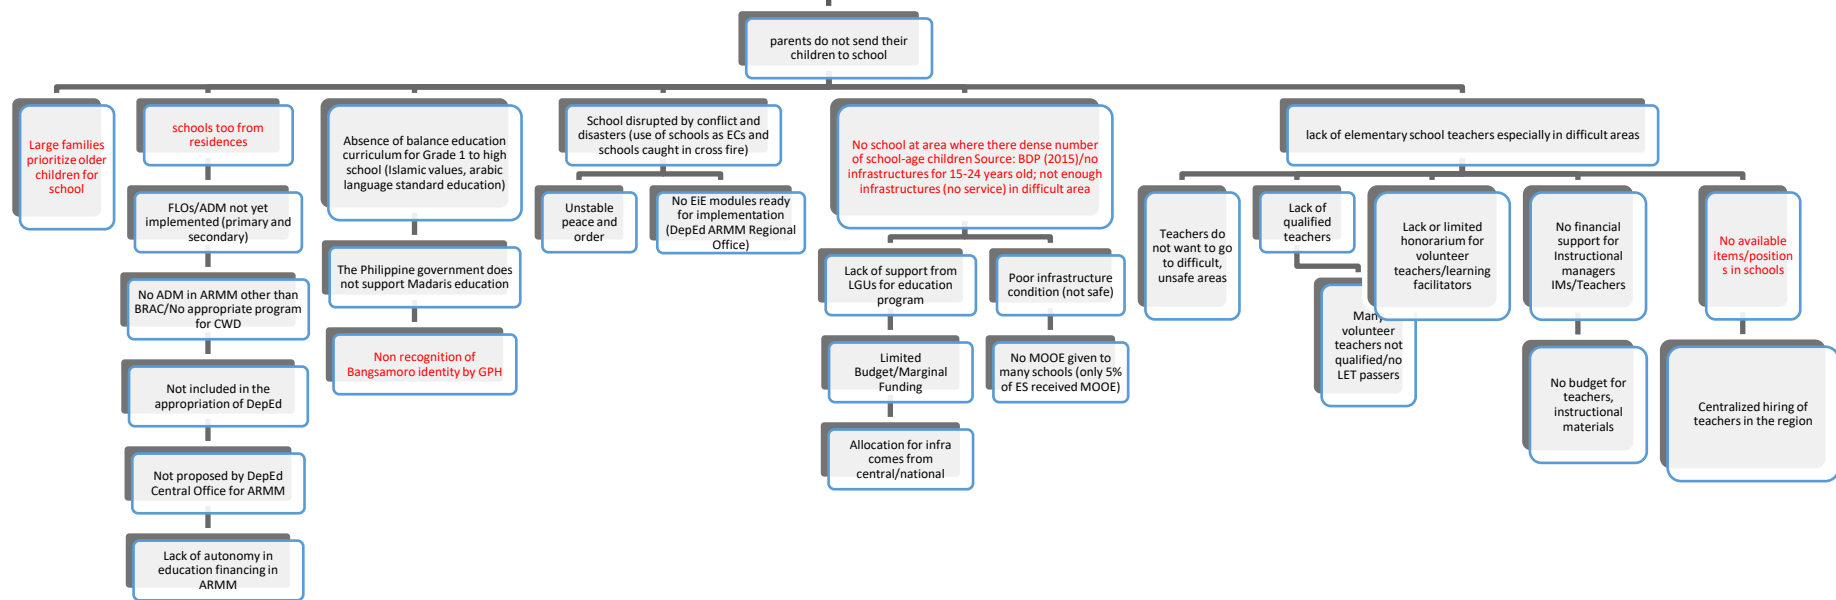 parents do not send their
children to school
Large families
prioritize older
children for
school
schools too from
residences
FLOs/ADM not yet
implemented (primary and
secondary)
No ADM in ARMM other than
BRAC/No appropriate program
for CWD
Not included in the
appropriation of DepEd
Not proposed by DepEd
Central Office for ARMM
Lack of autonomy in
education financing in
ARMM
Absence of balance education
curriculum for Grade 1 to high
school (Islamic values, arabic
language standard education)
The Philippine government does
not support Madaris education
Non recognition of
Bangsamoro identity by GPH
School disrupted by conflict and
disasters (use of schools as ECs and
schools caught in cross fire)
Unstable
peace and
order
No EiE modules ready
for implementation
(DepEd ARMM Regional
Office)
No school at area where there dense number
of school-age children Source: BDP (2015)/no
infrastructures for 15-24 years old; not enough
infrastructures (no service) in difficult area
Lack of support from
LGUs for education
program
Limited
Budget/Marginal
Funding
Allocation for infra
comes from
central/national
Poor infrastructure
condition (not safe)
No MOOE given to
many schools (only 5%
of ES received MOOE)
lack of elementary school teachers especially in difficult areas
Teachers do
not want to go
to difficult,
unsafe areas
Lack of
qualified
teachers
Many
volunteer
teachers not
qualified/no
LET passers
Lack or limited
honorarium for
volunteer
teachers/learning
facilitators
No financial
support for
Instructional
managers
IMs/Teachers
No budget for
teachers,
instructional
materials
No available
items/position
s in schools
Centralized hiring of
teachers in the region